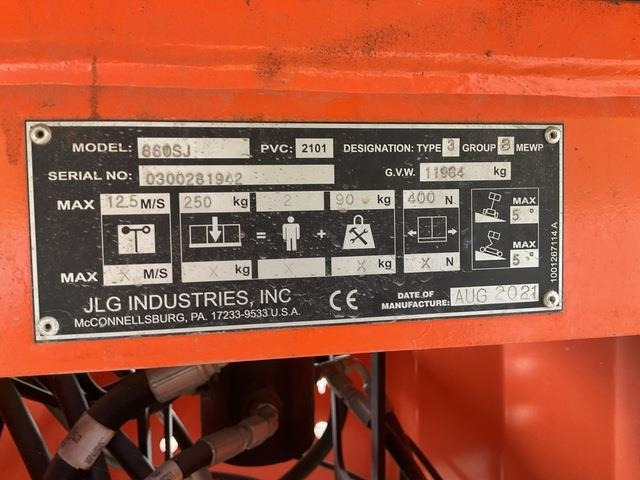 MODEL: 660SJ PVC: 2101 DESIGNATION: TYPE 3 GROUP B MEWP
SERIAL NO: 0300281942 G.V.W. 11964 kg
MAX 12.5 M/S 250 kg 2 90 kg 400 N MAX 5°
= +
MAX X M/S X kg X kg X N MAX 5°
JLG INDUSTRIES, INC
McCONNELLSBURG, PA. 17233-9533 U.S.A.
CE
DATE OF
MANUFACTURE: AUG 2021
1001267114 A